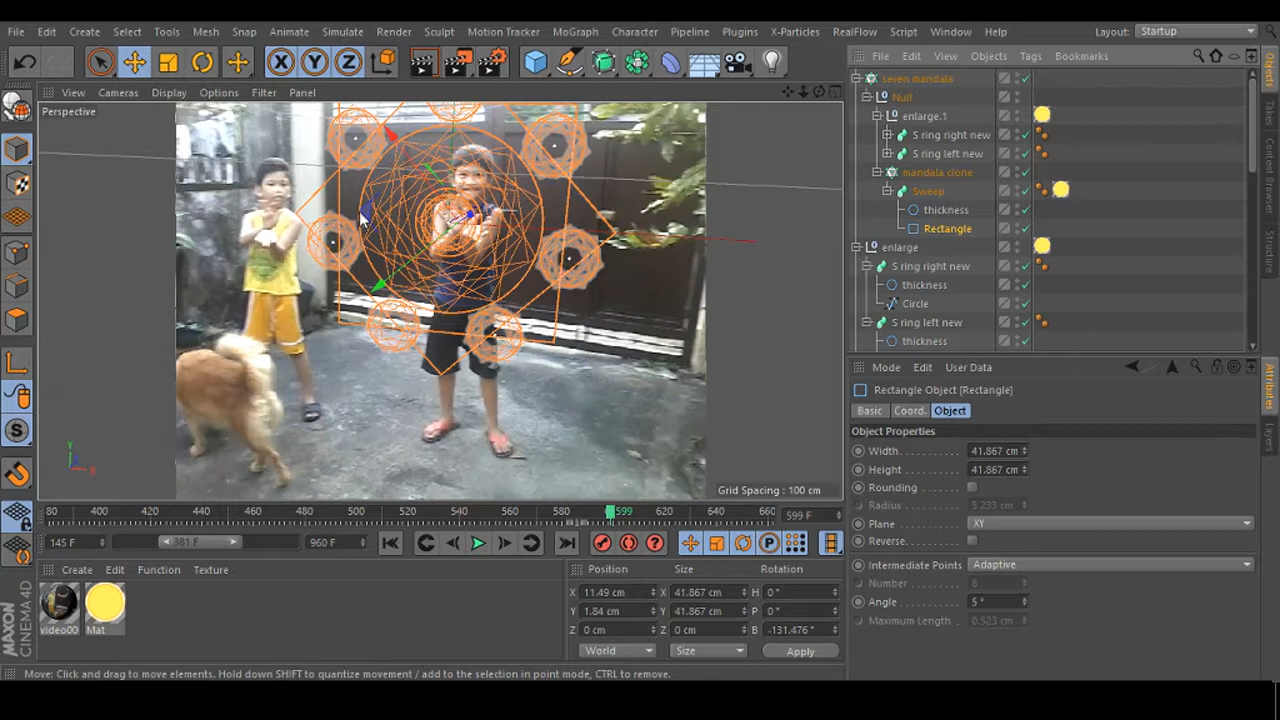 File Edit Create Select Tools Mesh Snap Animate Simulate Render Sculpt Motion Tracker MoGraph Character Pipeline Plugins X-Particles RealFlow Script Window Help Layout: Startup
X Y Z
File Edit View Objects Tags Bookmarks
View Cameras Display Options Filter Panel
Perspective
seven mandala
Null
enlarge.1
S ring right new
S ring left new
mandala clone
Sweep
thickness
Rectangle
enlarge
S ring right new
thickness
Circle
S ring left new
thickness
Objects
Takes
Content Browser
Structure
Y
X
Grid Spacing : 100 cm
Mode Edit User Data
Rectangle Object [Rectangle]
Basic Coord. Object
Object Properties
Width 41.867 cm
Height 41.867 cm
Rounding
Radius 5.233 cm
Plane XY
Reverse
Intermediate Points Adaptive
Number 8
Angle 5 °
Maximum Length 0.523 cm
Attributes
Layers
80 400 420 440 460 480 500 520 540 560 580 599 620 640 660 599 F
145 F 381 F 960 F
Create Edit Function Texture
video00
Mat
Position Size Rotation
X 11.49 cm X 41.867 cm H 0 °
Y 1.84 cm Y 41.867 cm P 0 °
Z 0 cm Z 0 cm B -131.476 °
World Size Apply
MAXON CINEMA 4D
Move: Click and drag to move elements. Hold down SHIFT to quantize movement / add to the selection in point mode, CTRL to remove.